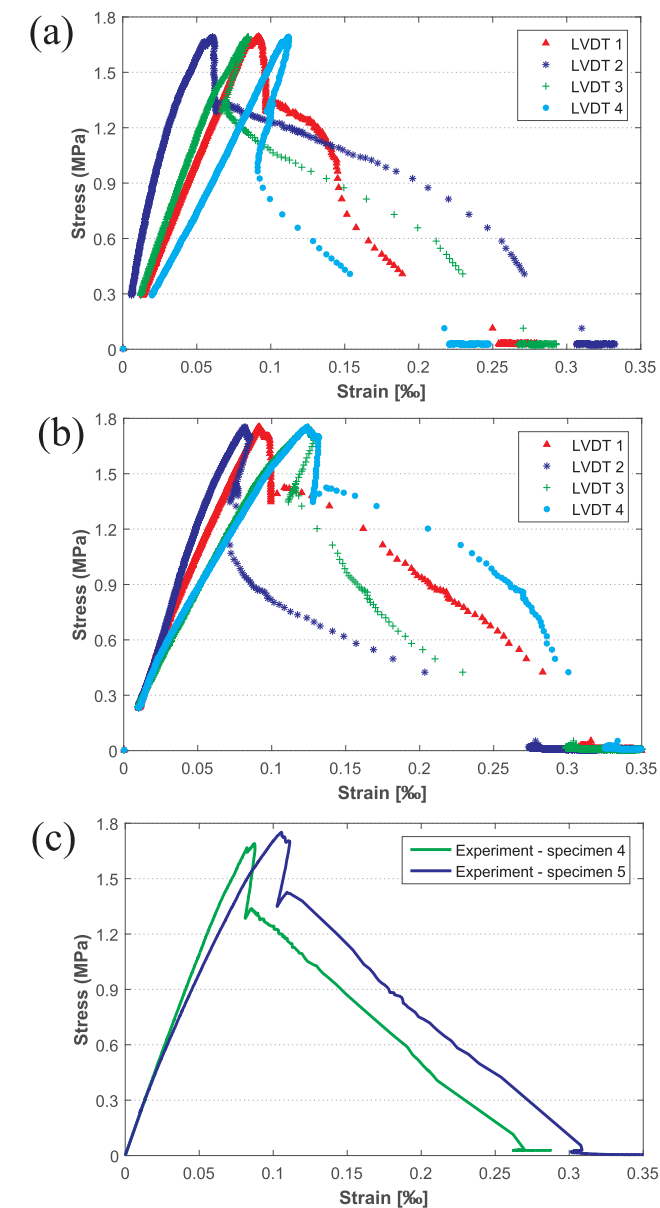 (a)
1.8
1.5
1.2
0.9
0.6
0.3
0
Stress (MPa)
LVDT 1
LVDT 2
LVDT 3
LVDT 4
0 0.05 0.1 0.15 0.2 0.25 0.3 0.35
Strain [‰]
(b)
1.8
1.5
1.2
0.9
0.6
0.3
0
Stress (MPa)
LVDT 1
LVDT 2
LVDT 3
LVDT 4
0 0.05 0.1 0.15 0.2 0.25 0.3 0.35
Strain [‰]
(c)
1.8
1.5
1.2
0.9
0.6
0.3
0
Stress (MPa)
Experiment - specimen 4
Experiment - specimen 5
0 0.05 0.1 0.15 0.2 0.25 0.3 0.35
Strain [‰]